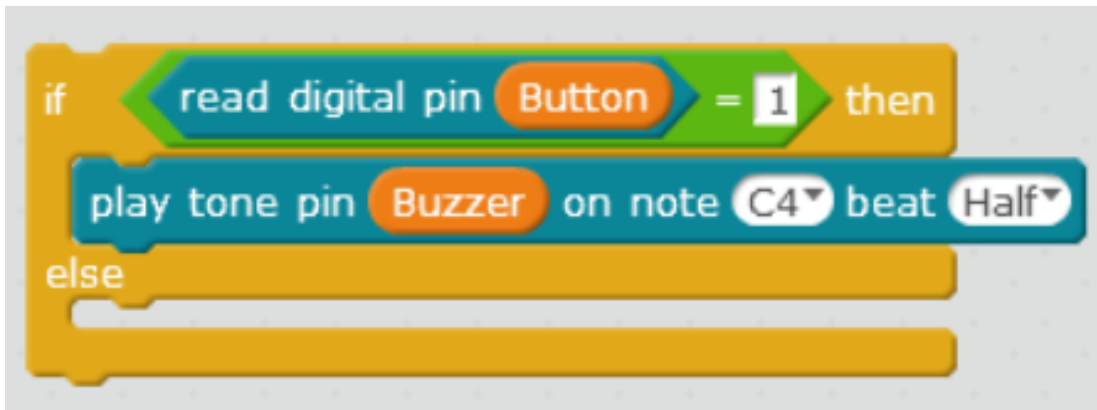 if read digital pin Button = 1 then
play tone pin Buzzer on note C4 beat Half
else